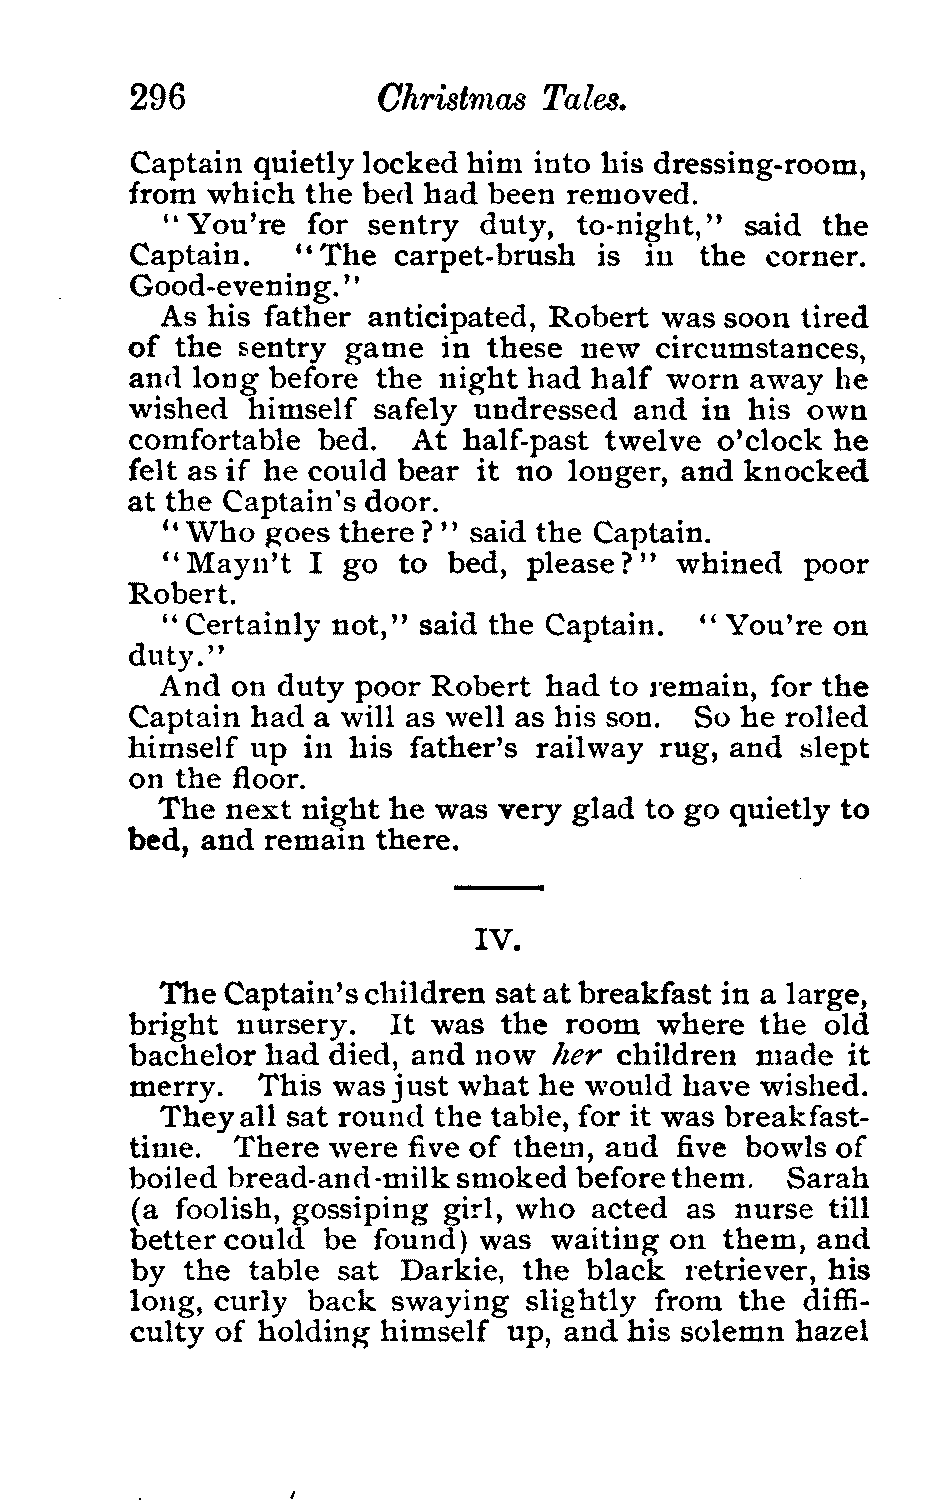 296 Christmas Tales.
Captain quietly locked him into his dressing-room,
from which the bed had been removed.
"You're for sentry duty, to-night," said the
Captain. "The carpet-brush is in the corner.
Good-evening."
As his father anticipated, Robert was soon tired
of the sentry game in these new circumstances,
and long before the night had half worn away he
wished himself safely undressed and in his own
comfortable bed. At half-past twelve o'clock he
felt as if he could bear it no longer, and knocked
at the Captain's door.
"Who goes there?" said the Captain.
"Mayn't I go to bed, please?" whined poor
Robert.
"Certainly not," said the Captain. "You're on
duty."
And on duty poor Robert had to remain, for the
Captain had a will as well as his son. So he rolled
himself up in his father's railway rug, and slept
on the floor.
The next night he was very glad to go quietly to
bed, and remain there.
IV.
The Captain's children sat at breakfast in a large,
bright nursery. It was the room where the old
bachelor had died, and now her children made it
merry. This was just what he would have wished.
They all sat round the table, for it was breakfast-
time. There were five of them, and five bowls of
boiled bread-and-milk smoked before them. Sarah
(a foolish, gossiping girl, who acted as nurse till
better could be found) was waiting on them, and
by the table sat Darkie, the black retriever, his
long, curly back swaying slightly from the diffi-
culty of holding himself up, and his solemn hazel